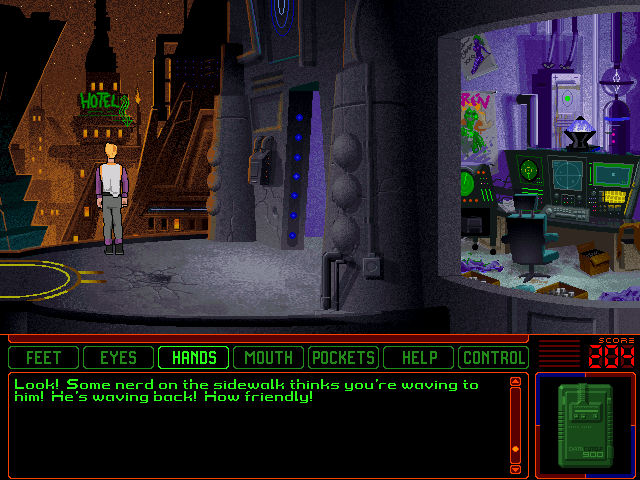 HOTEL
SCORE
204
FEET EYES HANDS MOUTH POCKETS HELP CONTROL
Look! Some nerd on the sidewalk thinks you're waving to
him! He's waving back! How friendly!
900